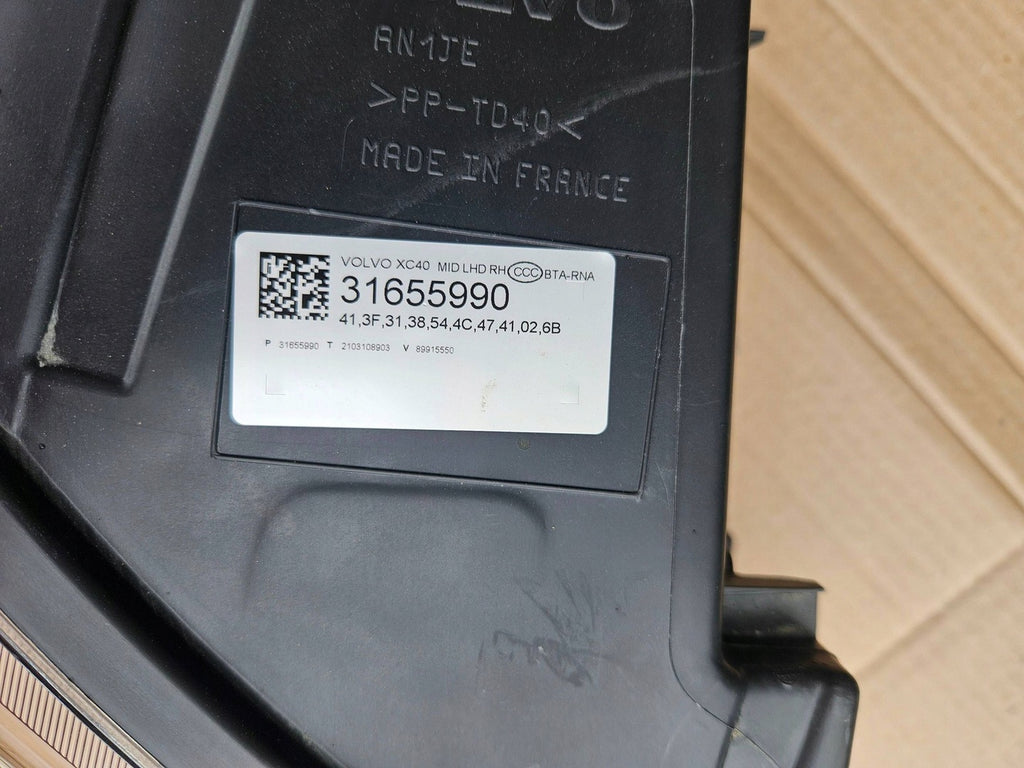 VOLVO
AN1JE
>PP-TD40<
MADE IN FRANCE
VOLVO XC40 MID LHD RH CCC BTA-RNA
31655990
41,3F,31,38,54,4C,47,41,02,6B
P 31655990 T 2103108903 V 89915550